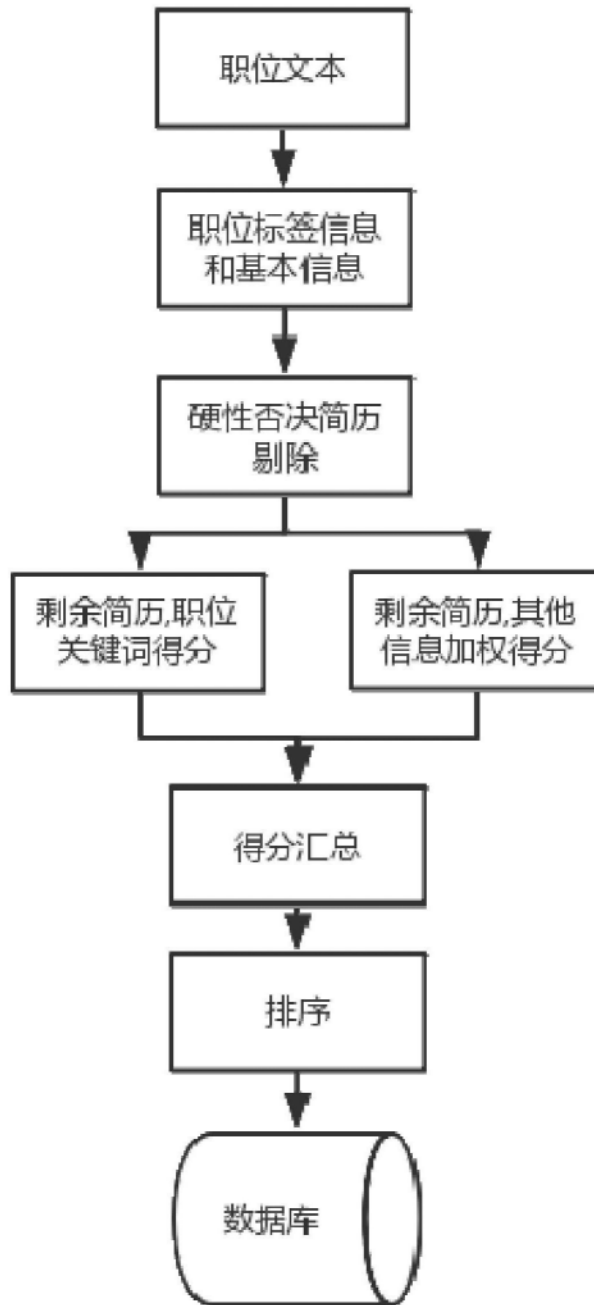 职位文本
职位标签信息
和基本信息
硬性否决简历
剔除
剩余简历,职位
关键词得分
剩余简历,其他
信息加权得分
得分汇总
排序
数据库